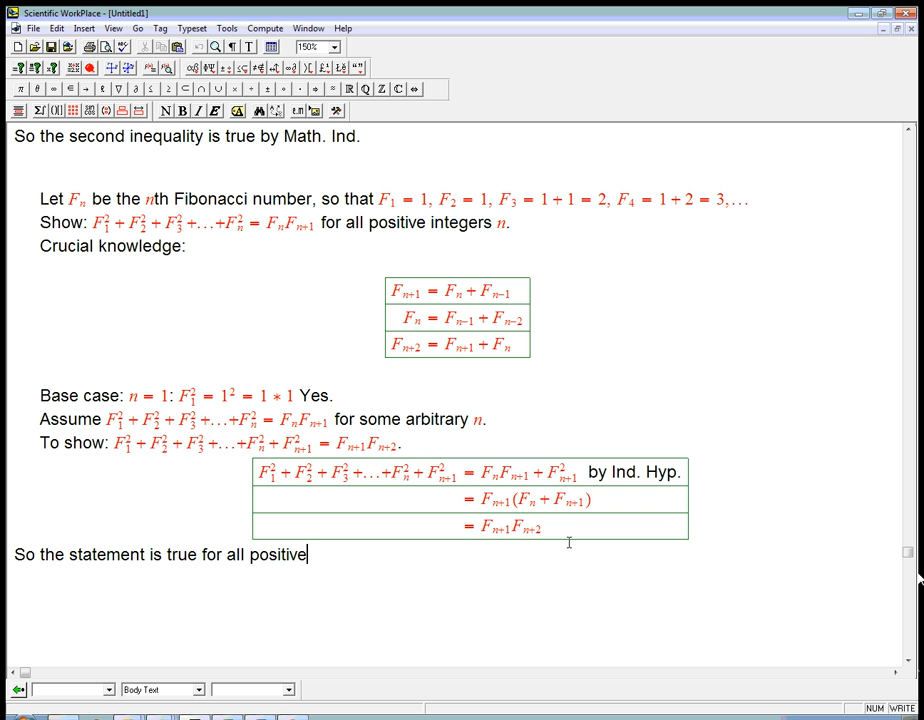 Scientific WorkPlace - [Untitled1]
File Edit Insert View Go Tag Typeset Tools Compute Window Help
150%
So the second inequality is true by Math. Ind.
Let Fₙ be the nth Fibonacci number, so that F₁ = 1, F₂ = 1, F₃ = 1 + 1 = 2, F₄ = 1 + 2 = 3, …
Show: F₁² + F₂² + F₃² + … + Fₙ² = FₙFₙ₊₁ for all positive integers n.
Crucial knowledge:
Fₙ₊₁ = Fₙ + Fₙ₋₁
Fₙ = Fₙ₋₁ + Fₙ₋₂
Fₙ₊₂ = Fₙ₊₁ + Fₙ
Base case: n = 1: F₁² = 1² = 1 * 1 Yes.
Assume F₁² + F₂² + F₃² + … + Fₙ² = FₙFₙ₊₁ for some arbitrary n.
To show: F₁² + F₂² + F₃² + … + Fₙ² + Fₙ₊₁² = Fₙ₊₁Fₙ₊₂.
F₁² + F₂² + F₃² + … + Fₙ² + Fₙ₊₁² = FₙFₙ₊₁ + Fₙ₊₁² by Ind. Hyp.
= Fₙ₊₁(Fₙ + Fₙ₊₁)
= Fₙ₊₁Fₙ₊₂
So the statement is true for all positive
Body Text
NUM WRITE